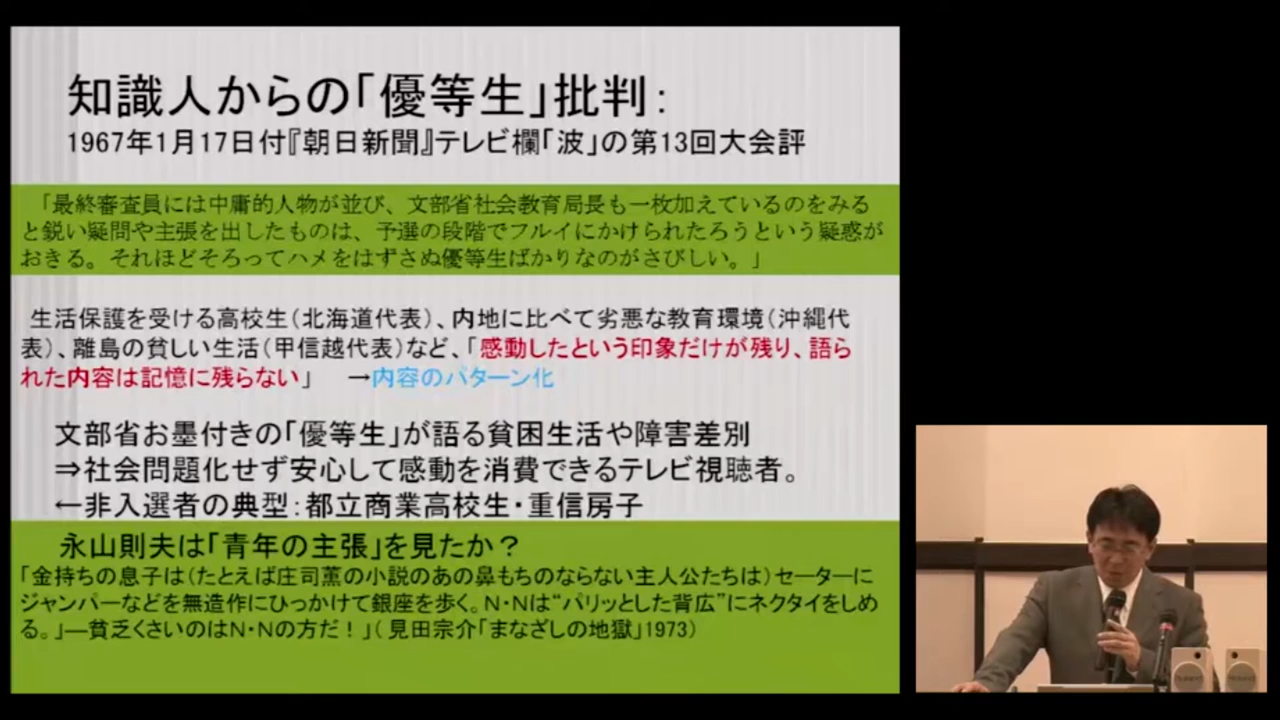 知識人からの「優等生」批判：
1967年1月17日付『朝日新聞』テレビ欄「波」の第13回大会評
「最終審査員には中庸的人物が並び、文部省社会教育局長も一枚加えているのをみる
と鋭い疑問や主張を出したものは、予選の段階でフルイにかけられたろうという疑惑が
おきる。それほどそろってハメをはずさぬ優等生ばかりなのがさびしい。」
生活保護を受ける高校生（北海道代表）、内地に比べて劣悪な教育環境（沖縄代
表）、離島の貧しい生活（甲信越代表）など、「感動したという印象だけが残り、語ら
れた内容は記憶に残らない」　→内容のパターン化
文部省お墨付きの「優等生」が語る貧困生活や障害差別
⇒社会問題化せず安心して感動を消費できるテレビ視聴者。
←非入選者の典型：都立商業高校生・重信房子
永山則夫は「青年の主張」を見たか？
「金持ちの息子は（たとえば庄司薫の小説のあの鼻もちのならない主人公たちは）セーターに
ジャンパーなどを無造作にひっかけて銀座を歩く。N・Nは“パリッとした背広”にネクタイをしめ
る。」―貧乏くさいのはN・Nの方だ！」（見田宗介「まなざしの地獄」1973）
Roland
Roland